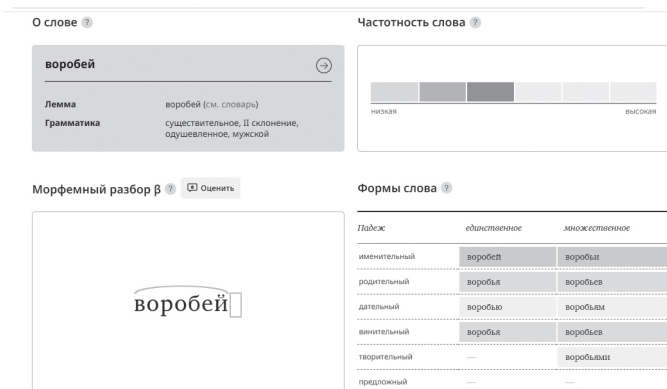 О слове ?
воробей
Лемма воробей (см. словарь)
Грамматика существительное, II склонение,
одушевленное, мужской
Частотность слова ?
низкая высокая
Морфемный разбор β ? Оценить
воробей
Формы слова ?
Падеж единственное множественное
именительный воробей воробьи
родительный воробья воробьев
дательный воробью воробьям
винительный воробья воробьев
творительный — воробьями
предложный — —